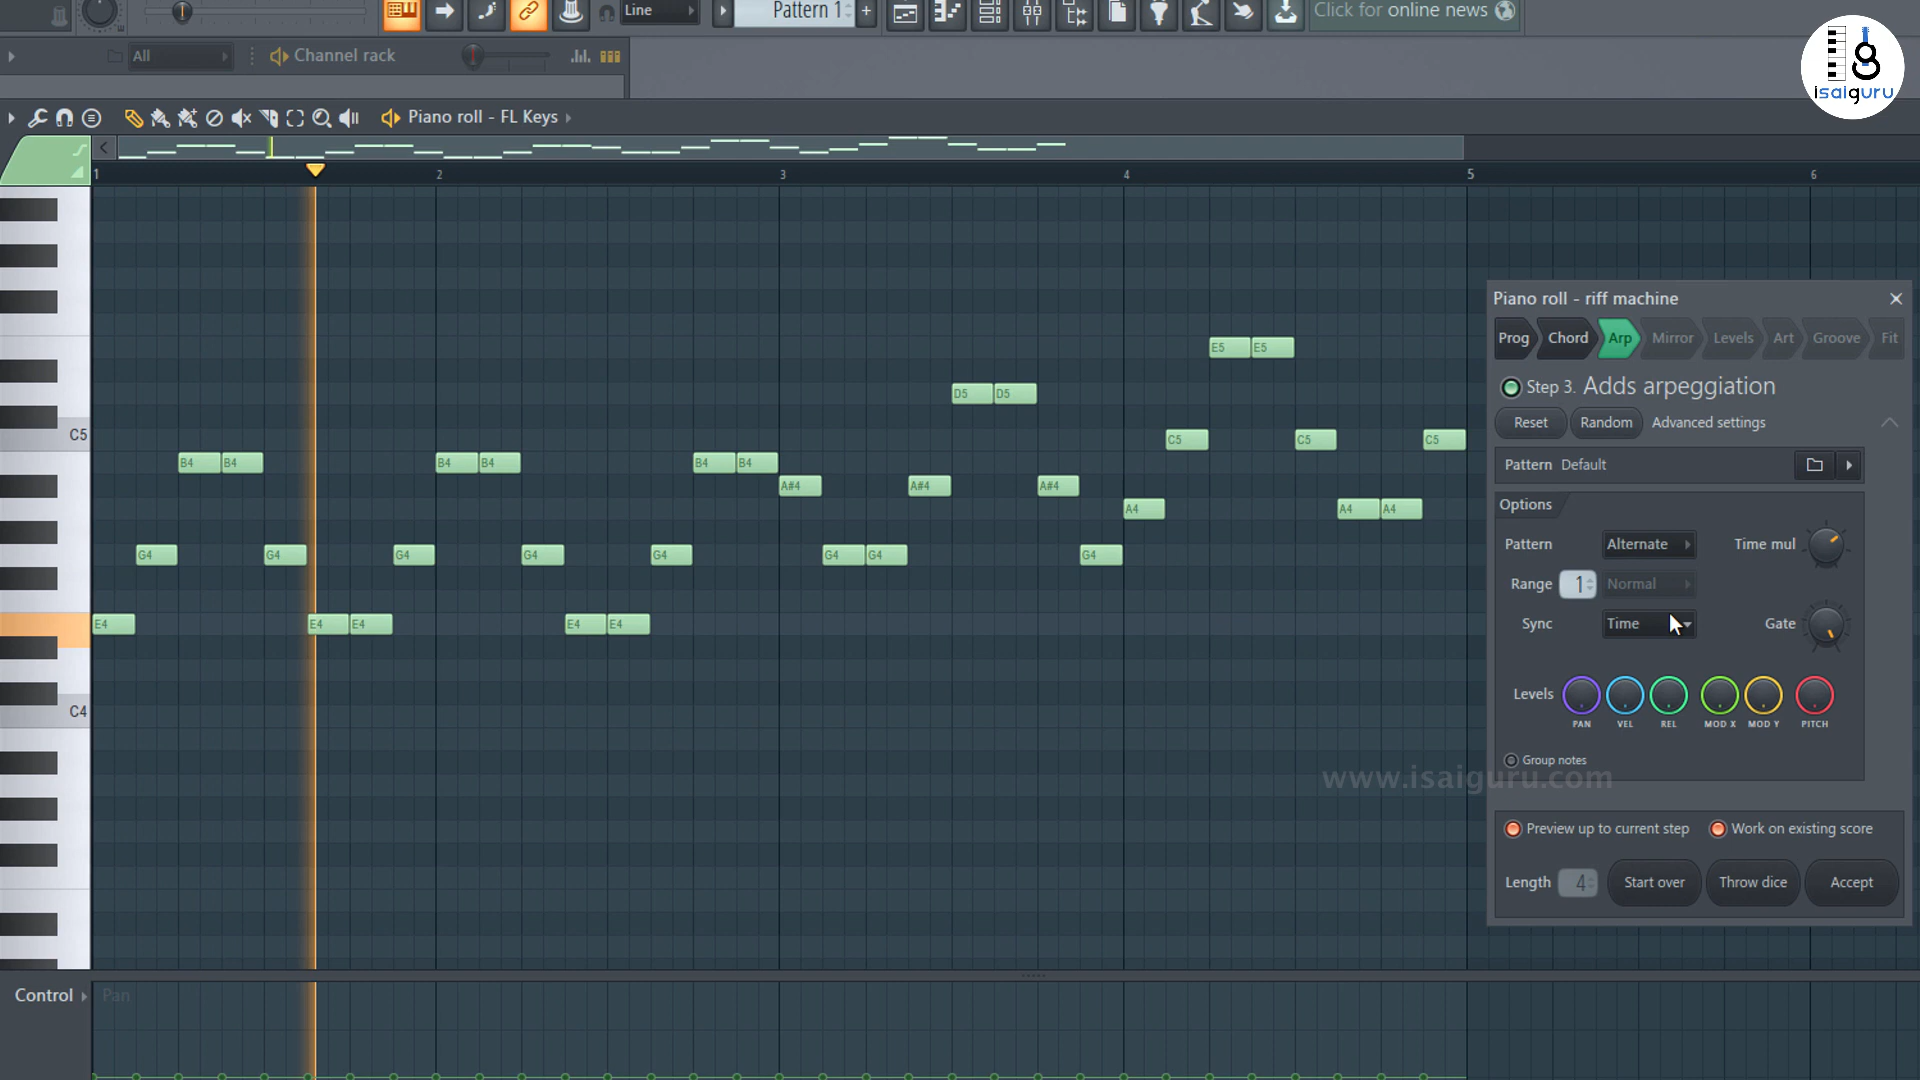 Line
Pattern 1
Click for online news
isaiguru
All
Channel rack
Piano roll - FL Keys
1 2 3 4 5 6
E5 E5
D5 D5
C5
C5 C5 C5
B4 B4 B4 B4 B4 B4
A#4 A#4 A#4
A4 A4 A4
G4 G4 G4 G4 G4 G4 G4 G4
E4 E4 E4 E4 E4
C4
Piano roll - riff machine
Prog Chord Arp Mirror Levels Art Groove Fit
Step 3. Adds arpeggiation
Reset Random Advanced settings
Pattern Default
Options
Pattern Alternate Time mul
Range 1 Normal
Sync Time Gate
Levels
PAN VEL REL MOD X MOD Y PITCH
Group notes
www.isaiguru.com
Preview up to current step Work on existing score
Length 4 Start over Throw dice Accept
Control Pan